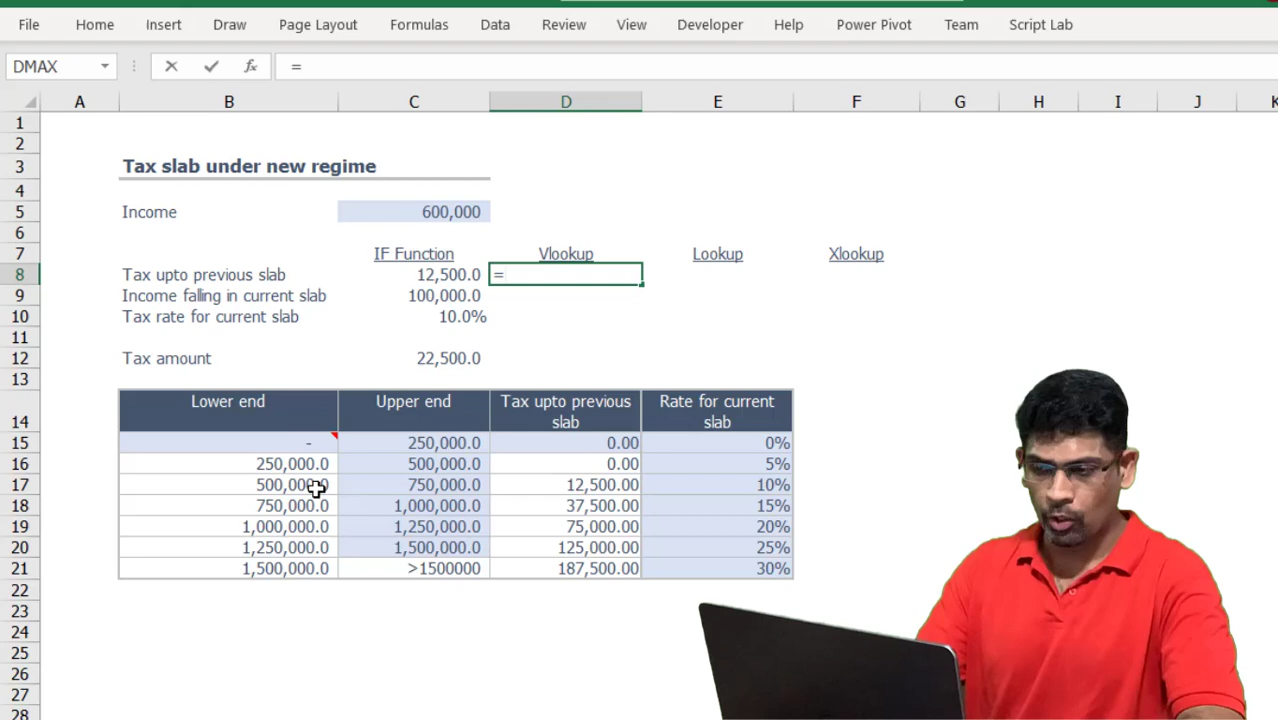 File Home Insert Draw Page Layout Formulas Data Review View Developer Help Power Pivot Team Script Lab
DMAX fx =
A B C D E F G H I J K
1
2
3 Tax slab under new regime
4
5 Income 600,000
6
7 IF Function Vlookup Lookup Xlookup
8 Tax upto previous slab 12,500.0 =
9 Income falling in current slab 100,000.0
10 Tax rate for current slab 10.0%
11
12 Tax amount 22,500.0
13
14 Lower end Upper end Tax upto previous slab Rate for current slab
15 - 250,000.0 0.00 0%
16 250,000.0 500,000.0 0.00 5%
17 500,000.0 750,000.0 12,500.00 10%
18 750,000.0 1,000,000.0 37,500.00 15%
19 1,000,000.0 1,250,000.0 75,000.00 20%
20 1,250,000.0 1,500,000.0 125,000.00 25%
21 1,500,000.0 >1500000 187,500.00 30%
22
23
24
25
26
27
28